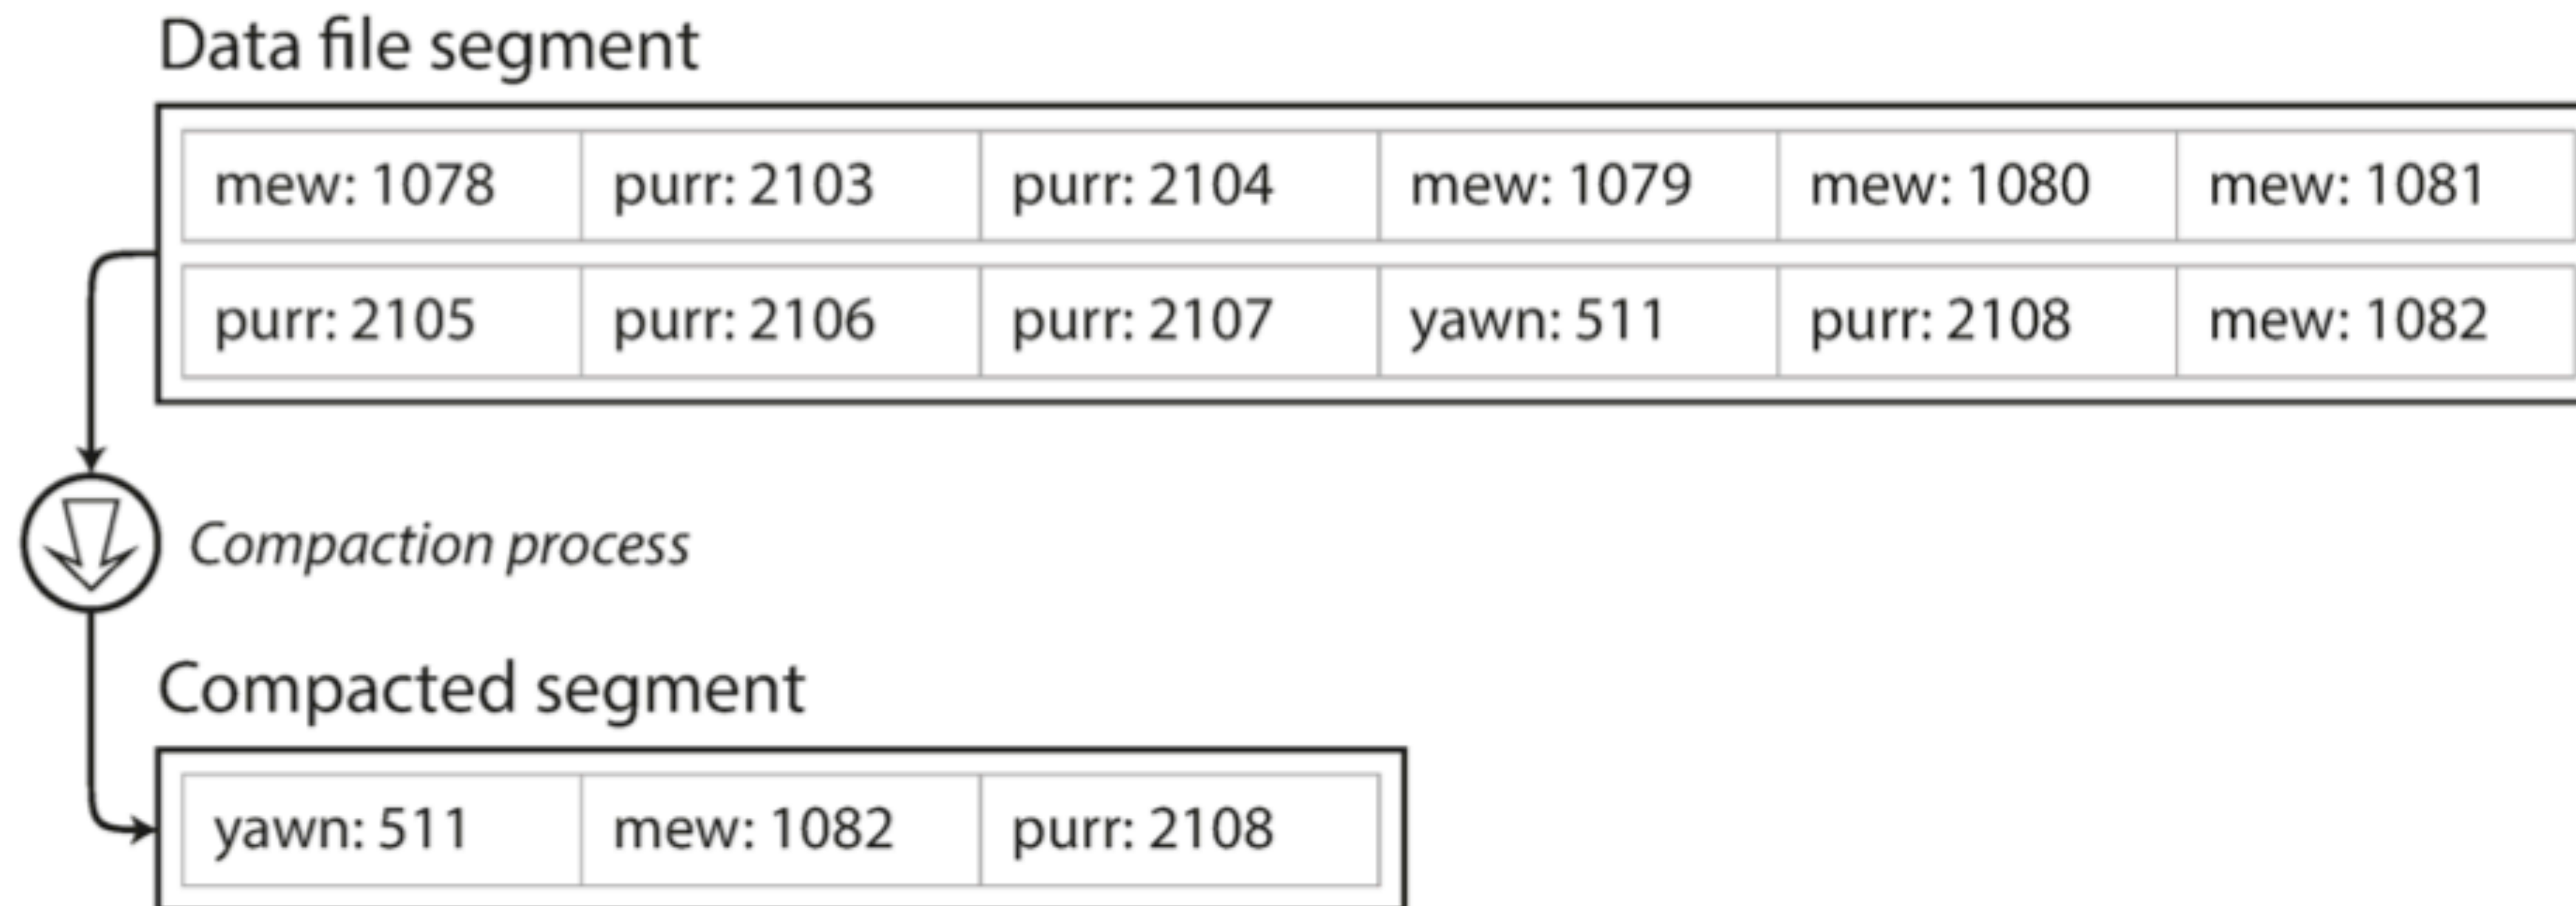 Data file segment
mew: 1078 purr: 2103 purr: 2104 mew: 1079 mew: 1080 mew: 1081
purr: 2105 purr: 2106 purr: 2107 yawn: 511 purr: 2108 mew: 1082
Compaction process
Compacted segment
yawn: 511 mew: 1082 purr: 2108